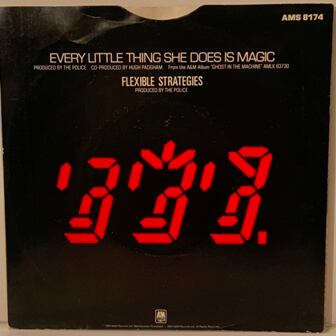 AMS 8174
EVERY LITTLE THING SHE DOES IS MAGIC
PRODUCED BY THE POLICE CO-PRODUCED BY HUGH PADGHAM From the A&M Album "GHOST IN THE MACHINE" AMLK 63730
FLEXIBLE STRATEGIES
PRODUCED BY THE POLICE
A&M